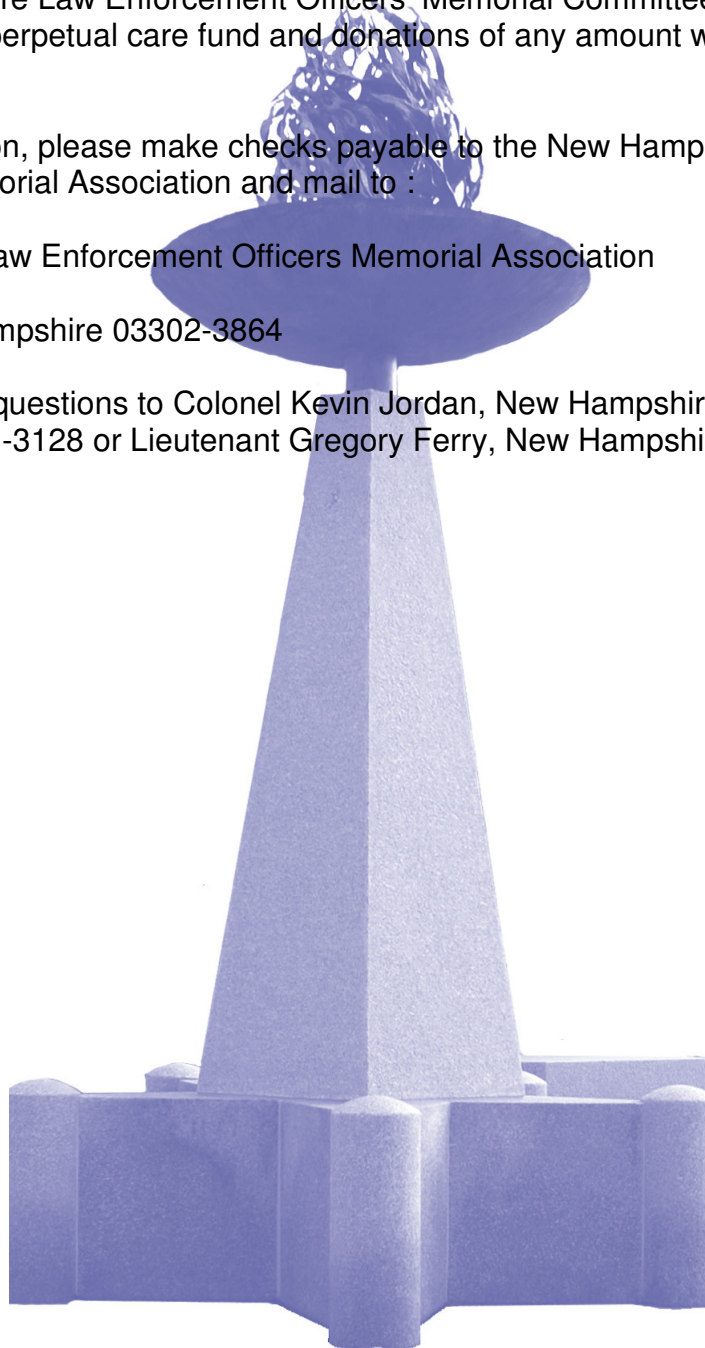 re Law Enforcement Officers' Memorial Committee
perpetual care fund and donations of any amount w
on, please make checks payable to the New Hamp
orial Association and mail to :
aw Enforcement Officers Memorial Association
mpshire 03302-3864
questions to Colonel Kevin Jordan, New Hampshir
-3128 or Lieutenant Gregory Ferry, New Hampshi